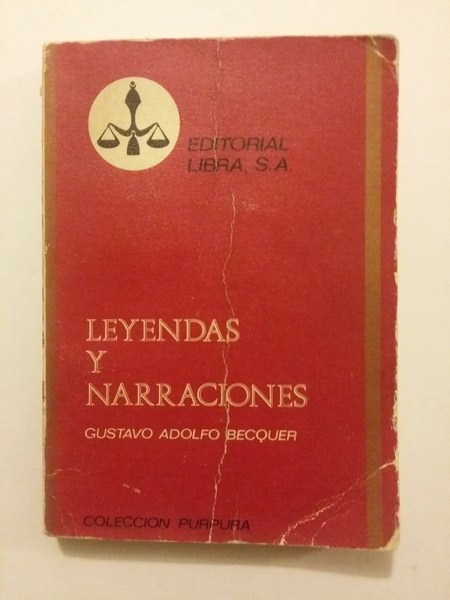 EDITORIAL
LIBRA, S.A.
LEYENDAS
Y
NARRACIONES
GUSTAVO ADOLFO BECQUER
COLECCION PURPURA